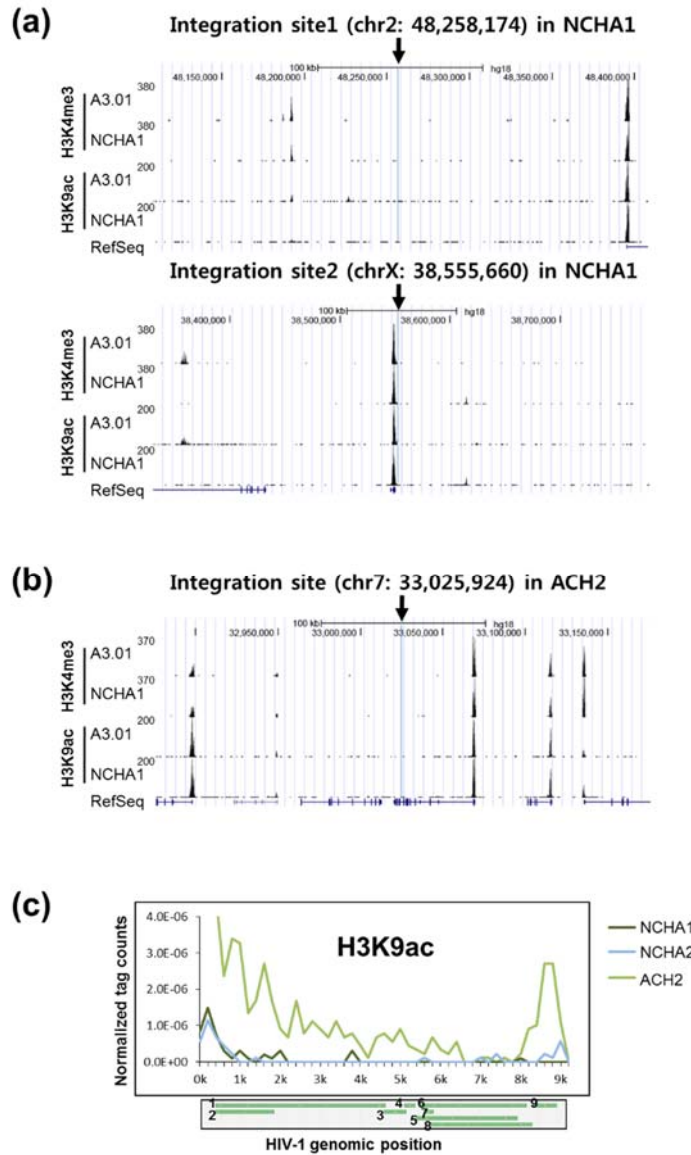 (a)
Integration site1 (chr2: 48,258,174) in NCHA1
100 kb hg18
48,150,000 48,200,000 48,250,000 48,300,000 48,350,000 48,400,000
H3K4me3
380
A3.01
380
NCHA1
H3K9ac
200
A3.01
200
NCHA1
RefSeq
Integration site2 (chrX: 38,555,660) in NCHA1
100 kb hg18
38,400,000 38,500,000 38,600,000 38,700,000
H3K4me3
380
A3.01
380
NCHA1
H3K9ac
200
A3.01
200
NCHA1
RefSeq
(b)
Integration site (chr7: 33,025,924) in ACH2
100 kb hg18
32,950,000 33,000,000 33,050,000 33,100,000 33,150,000
H3K4me3
370
A3.01
370
NCHA1
H3K9ac
200
A3.01
200
NCHA1
RefSeq
(c)
H3K9ac
Normalized tag counts
4.0E-06
3.0E-06
2.0E-06
1.0E-06
0.0E+00
0k 1k 2k 3k 4k 5k 6k 7k 8k 9k
NCHA1
NCHA2
ACH2
1 4 6 9
2 3 7
5
8
HIV-1 genomic position